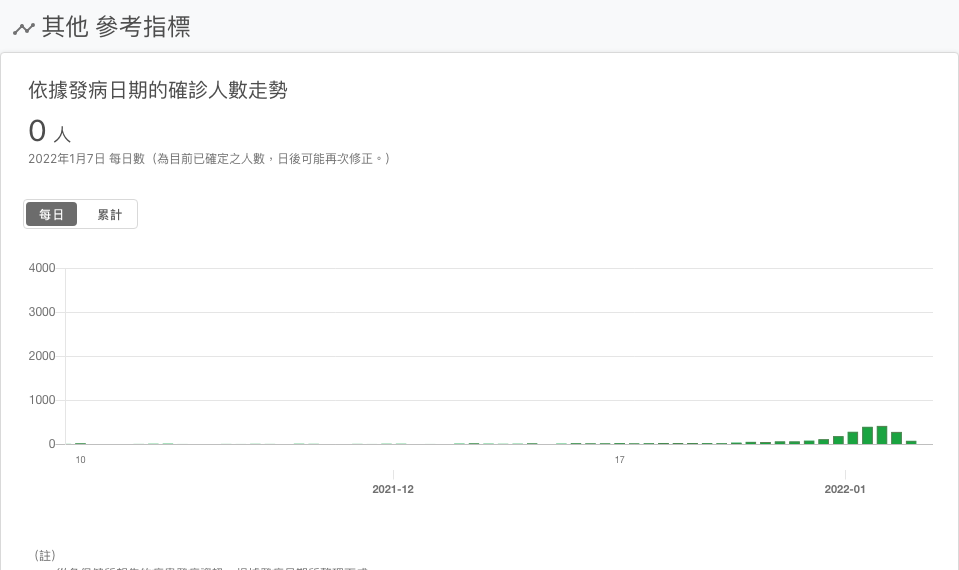 其他 參考指標
依據發病日期的確診人數走勢
0 人
2022年1月7日 每日數（為目前已確定之人數，日後可能再次修正。）
每日 累計
4000
3000
2000
1000
0
10 17
2021-12 2022-01
（註）